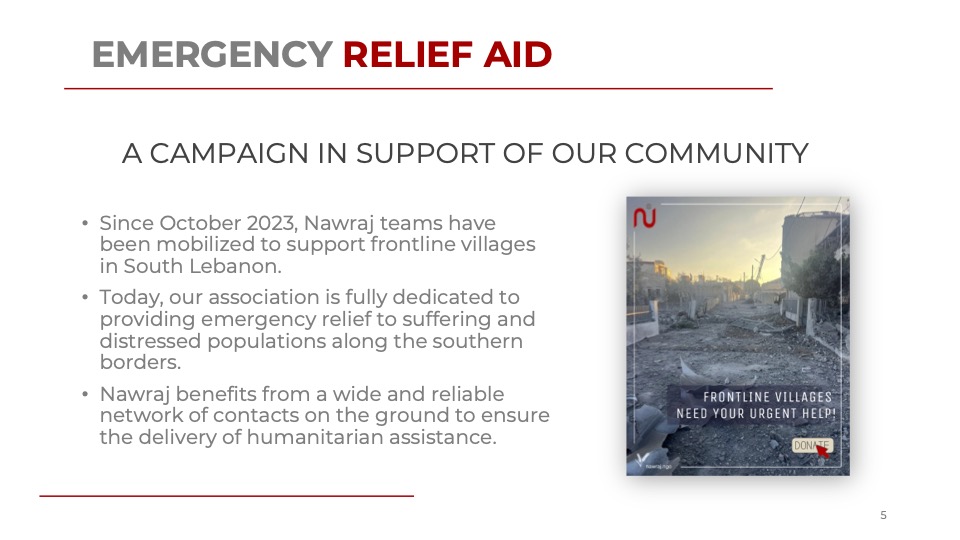 EMERGENCY RELIEF AID
A CAMPAIGN IN SUPPORT OF OUR COMMUNITY
• Since October 2023, Nawraj teams have
been mobilized to support frontline villages
in South Lebanon.
• Today, our association is fully dedicated to
providing emergency relief to suffering and
distressed populations along the southern
borders.
• Nawraj benefits from a wide and reliable
network of contacts on the ground to ensure
the delivery of humanitarian assistance.
FRONTLINE VILLAGES
NEED YOUR URGENT HELP!
DONATE
nawraj.ngo
5